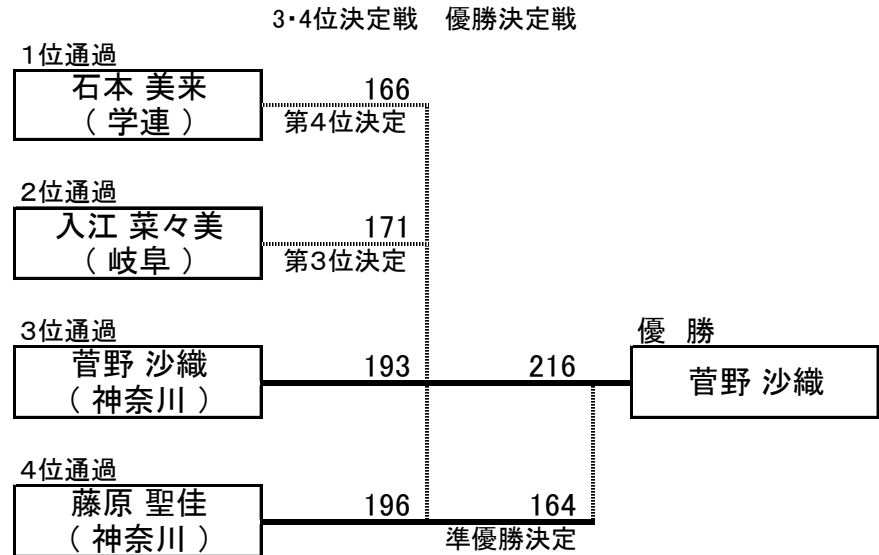 3・4位決定戦 優勝決定戦
1位通過
石本 美来
( 学連 )
166
第4位決定
2位通過
入江 菜々美
( 岐阜 )
171
第3位決定
3位通過
菅野 沙織
( 神奈川 )
193
216
優 勝
菅野 沙織
4位通過
藤原 聖佳
( 神奈川 )
196
164
準優勝決定